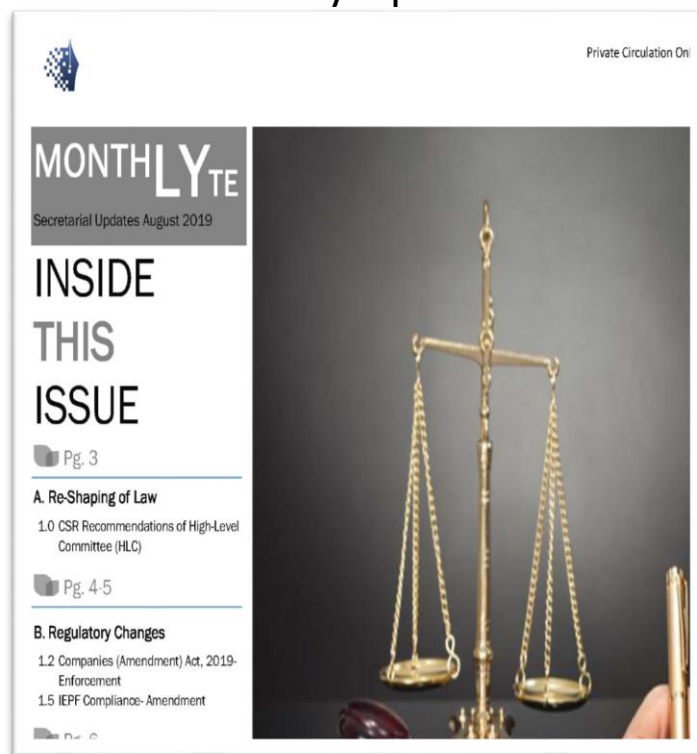 Private Circulation Onl
MONTHLYTE
Secretarial Updates August 2019
INSIDE
THIS
ISSUE
Pg. 3
A. Re-Shaping of Law
1.0 CSR Recommendations of High-Level
Committee (HLC)
Pg. 4-5
B. Regulatory Changes
1.2 Companies (Amendment) Act, 2019-
Enforcement
1.5 IEPF Compliance- Amendment